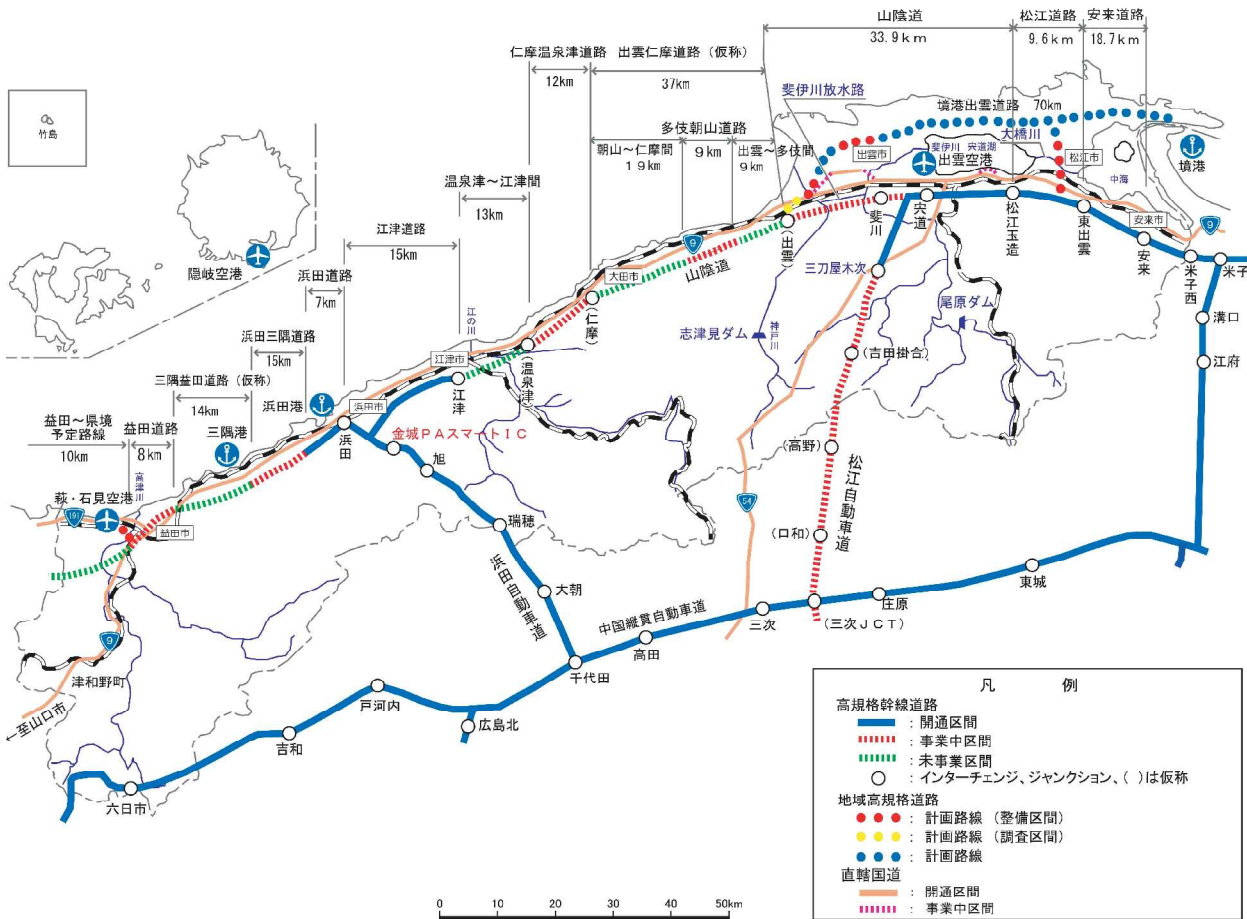 山陰道
33.9km
松江道路
9.6km
安来道路
18.7km
仁摩温泉津道路
12km
出雲仁摩道路(仮称)
37km
斐伊川放水路
境港出雲道路 70km
大橋川
竹島
多伎朝山道路
朝山~仁摩間
19km
9km
出雲~多伎間
9km
出雲市
斐伊川
宍道湖
出雲空港
松江市
中海
境港
温泉津~江津間
13km
江津道路
15km
浜田道路
7km
隠岐空港
9
山陰道
大田市
(出雲)
斐川
宍道
松江玉造
東出雲
安来市
安来
9
米子西
米子
三刀屋木次
尾原ダム
溝口
江の川
(仁摩)
志津見ダム
神戸川
浜田三隅道路
15km
江津市
(温泉津)
(吉田掛合)
江府
三隅益田道路(仮称)
14km
浜田港
江津
浜田市
浜田
益田~県境
予定路線
10km
益田道路
8km
三隅港
金城PAスマートIC
旭
(高野)
松江自動車道
高津川
萩・石見空港
191
益田市
54
瑞穂
(口和)
浜田自動車道
大朝
東城
庄原
三次
(三次JCT)
中国縦貫自動車道
高田
千代田
9
津和野町
←至山口市
戸河内
広島北
吉和
六日市
凡 例
高規格幹線道路
: 開通区間
: 事業中区間
: 未事業区間
: インターチェンジ、ジャンクション、( )は仮称
地域高規格道路
: 計画路線 (整備区間)
: 計画路線 (調査区間)
: 計画路線
直轄国道
: 開通区間
: 事業中区間
0 10 20 30 40 50km